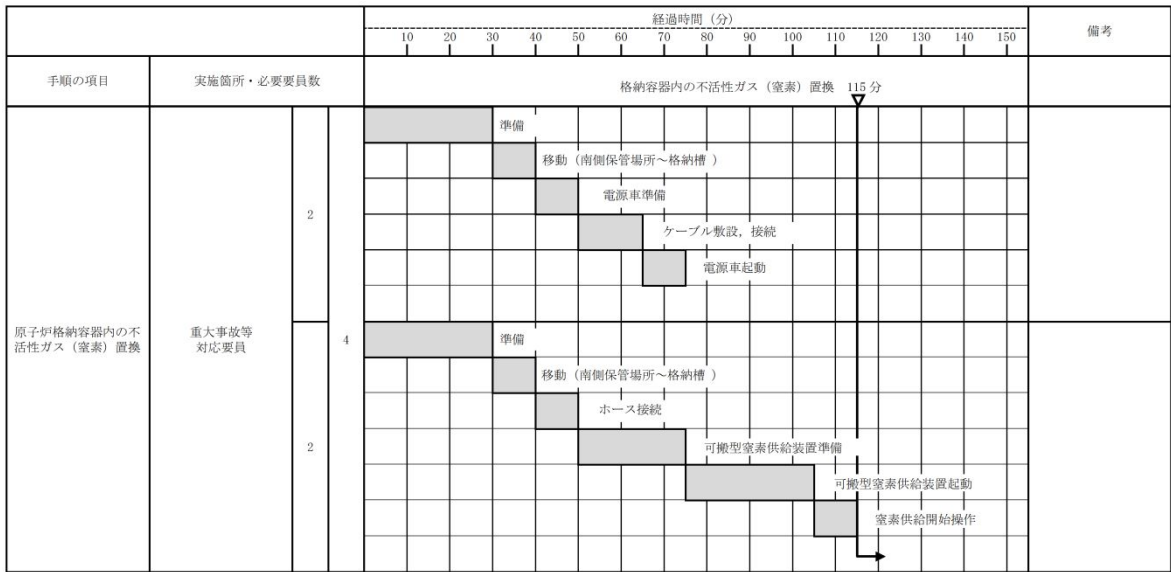 経過時間（分）
備考
10 20 30 40 50 60 70 80 90 100 110 120 130 140 150
手順の項目
実施箇所・必要要員数
格納容器内の不活性ガス（窒素）置換　115分
原子炉格納容器内の不
活性ガス（窒素）置換
重大事故等
対応要員
4
2
準備
移動（南側保管場所～格納槽 ）
電源車準備
ケーブル敷設，接続
電源車起動
2
準備
移動（南側保管場所～格納槽 ）
ホース接続
可搬型窒素供給装置準備
可搬型窒素供給装置起動
窒素供給開始操作